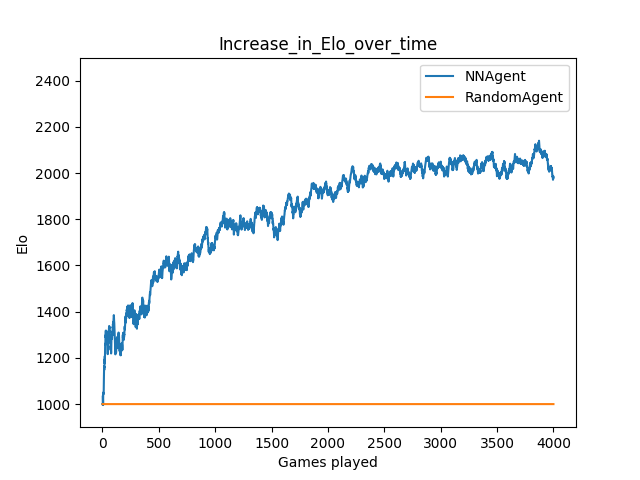 Increase_in_Elo_over_time
NNAgent
RandomAgent
2400
2200
2000
1800
1600
1400
1200
1000
Elo
0 500 1000 1500 2000 2500 3000 3500 4000
Games played